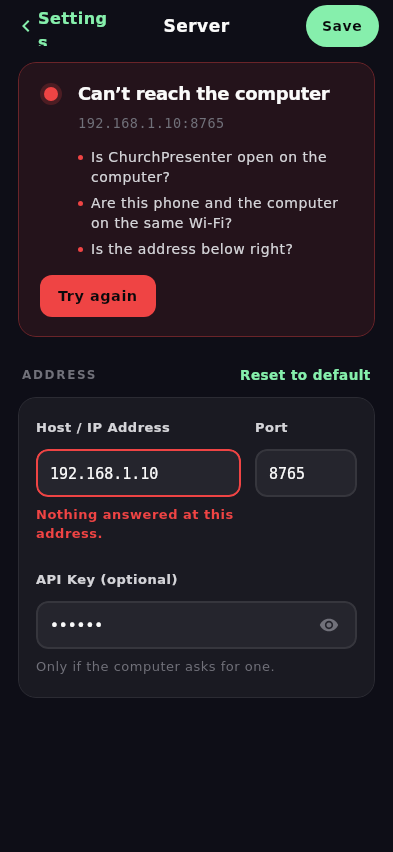 Setting
s
Server
Save
Can’t reach the computer
192.168.1.10:8765
Is ChurchPresenter open on the
computer?
Are this phone and the computer
on the same Wi-Fi?
Is the address below right?
Try again
ADDRESS
Reset to default
Host / IP Address
Port
192.168.1.10
8765
Nothing answered at this
address.
API Key (optional)
••••••
Only if the computer asks for one.